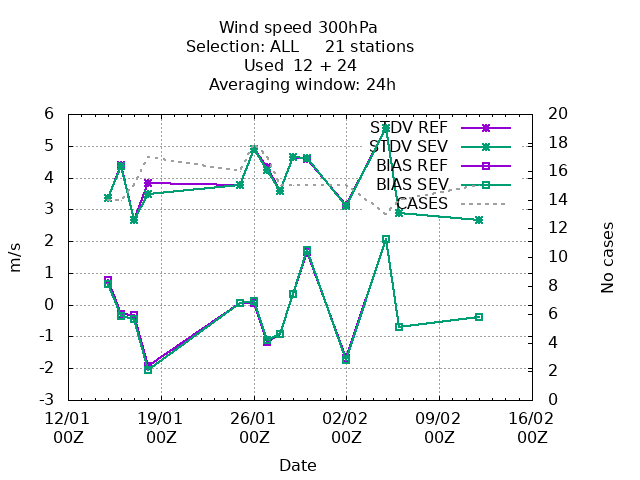 Wind speed 300hPa
Selection: ALL 21 stations
Used 12 + 24
Averaging window: 24h
STDV REF
STDV SEV
BIAS REF
BIAS SEV
CASES
6
5
4
3
2
1
0
-1
-2
-3
m/s
20
18
16
14
12
10
8
6
4
2
0
No cases
12/01 19/01 26/01 02/02 09/02 16/02
00Z 00Z 00Z 00Z 00Z 00Z
Date